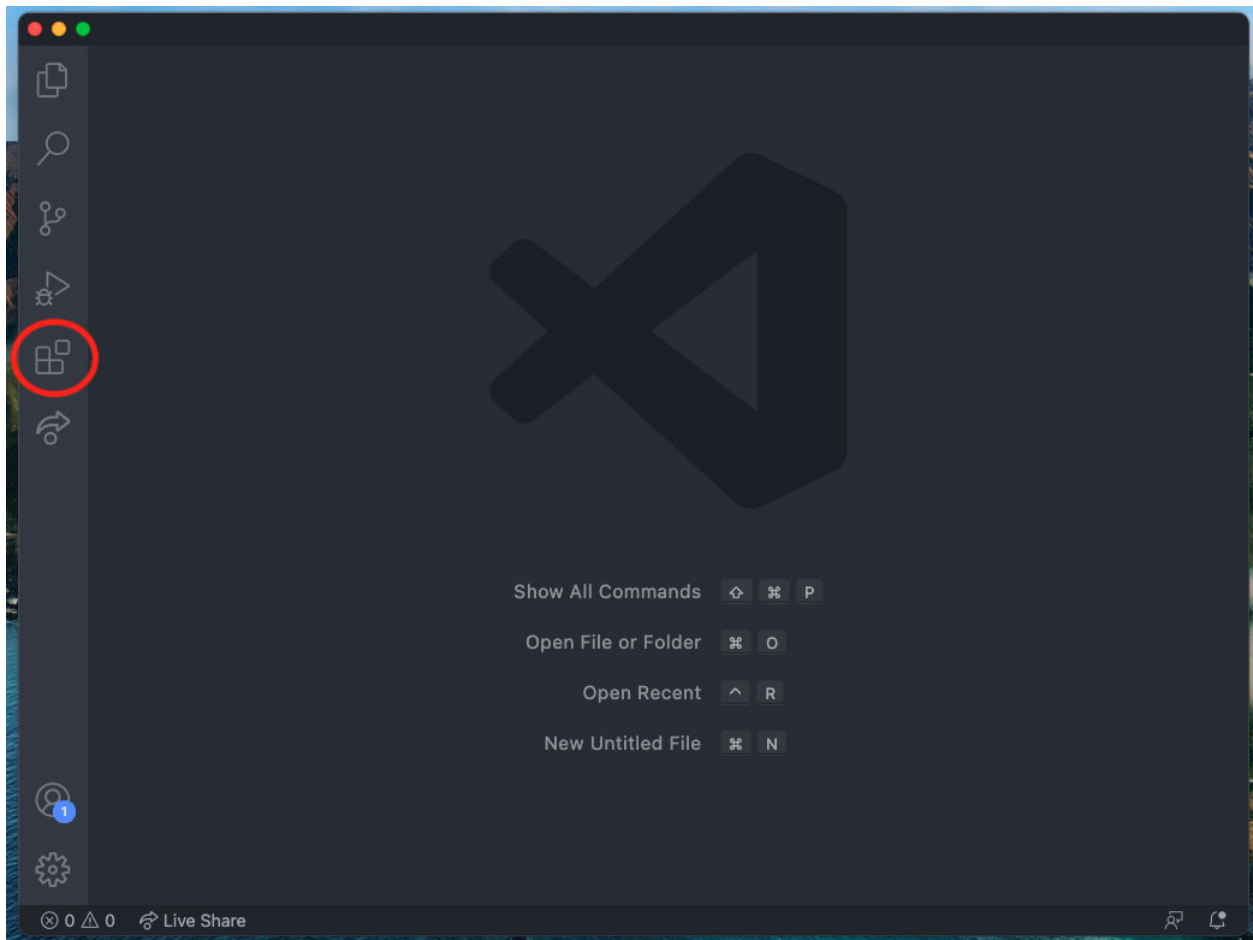 Show All Commands ⇧ ⌘ P
Open File or Folder ⌘ O
Open Recent ^ R
New Untitled File ⌘ N
1
0 0 Live Share